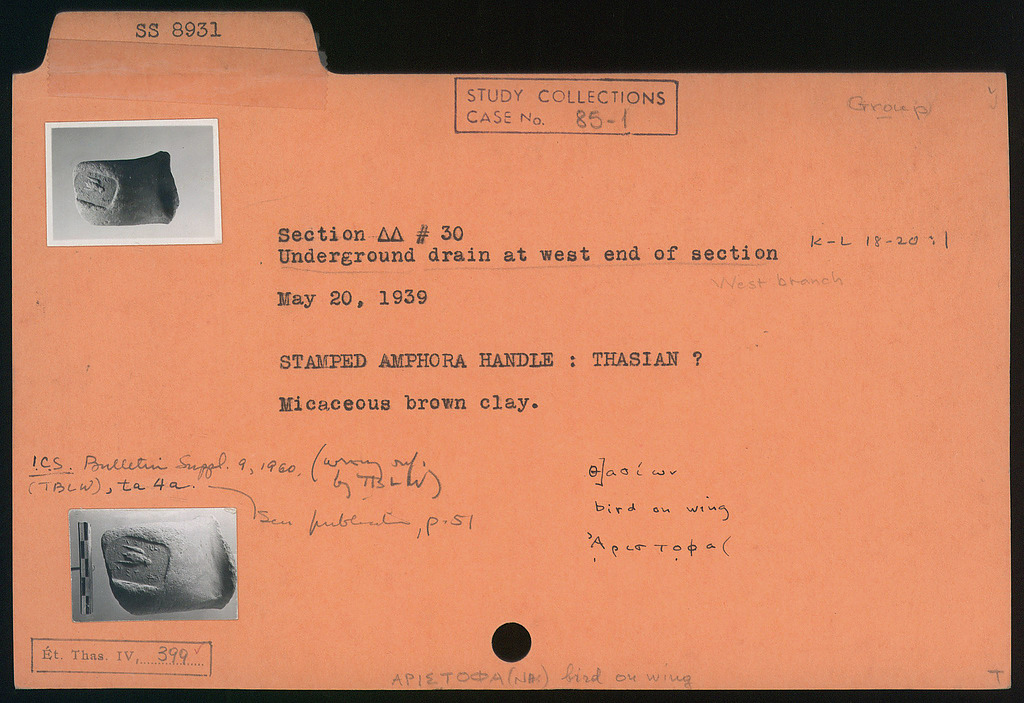 SS 8931
STUDY COLLECTIONS
CASE No. 85-1
Group
Section ΔΔ # 30
K-L 18-20:1
Underground drain at west end of section
West branch
May 20, 1939
STAMPED AMPHORA HANDLE : THASIAN ?
Micaceous brown clay.
I.C.S. Bulletin Suppl. 9, 1960. (wrong ref.
(TBLW), ta 4a. by TBLW)
publication, p. 51
Θ]ασίων
bird on wing
Ἀριστοφα(
Ét. Thas. IV, 399
ΑΡΙΣΤΟΦΑ(ΝΗΣ) bird on wing
T